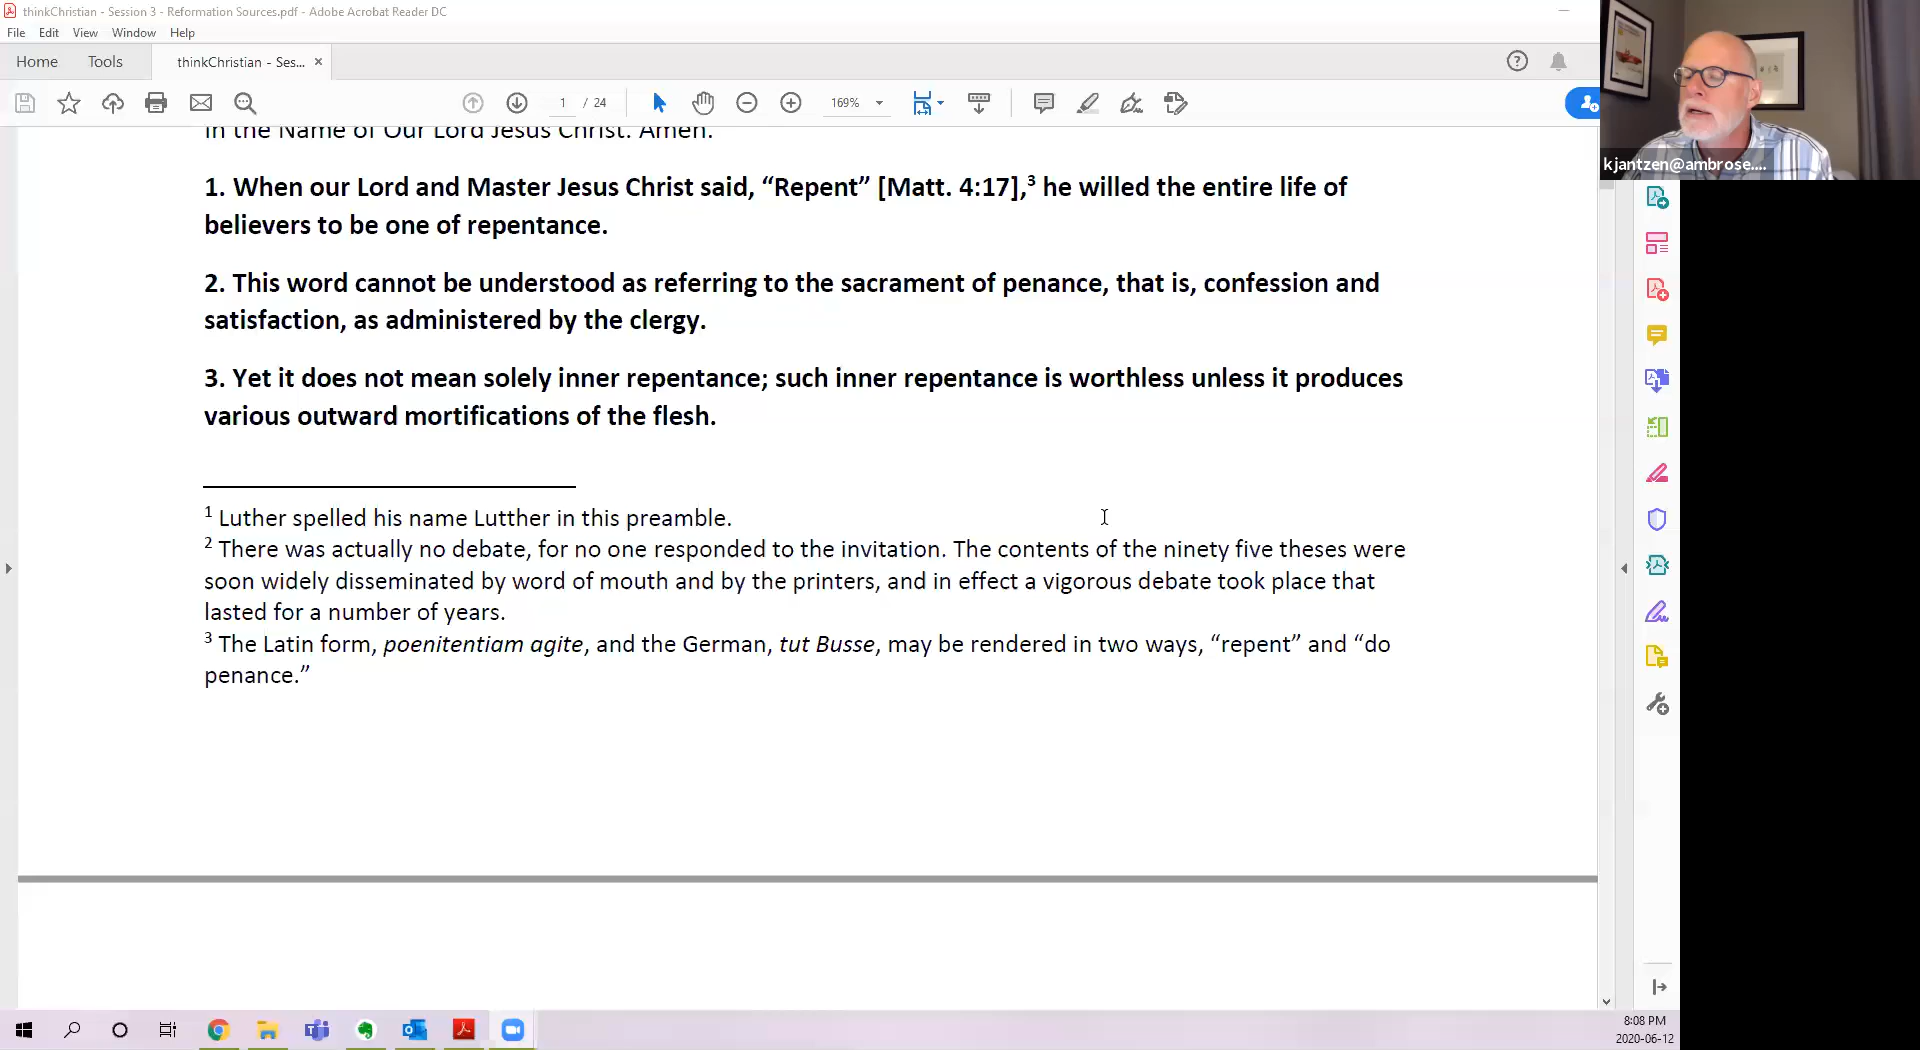 thinkChristian - Session 3 - Reformation Sources.pdf - Adobe Acrobat Reader DC
File Edit View Window Help
Home Tools thinkChristian - Ses... ×
1 / 24 169%
In the Name of Our Lord Jesus Christ. Amen.
1. When our Lord and Master Jesus Christ said, “Repent” [Matt. 4:17],³ he willed the entire life of
believers to be one of repentance.
2. This word cannot be understood as referring to the sacrament of penance, that is, confession and
satisfaction, as administered by the clergy.
3. Yet it does not mean solely inner repentance; such inner repentance is worthless unless it produces
various outward mortifications of the flesh.
¹ Luther spelled his name Lutther in this preamble.
² There was actually no debate, for no one responded to the invitation. The contents of the ninety five theses were
soon widely disseminated by word of mouth and by the printers, and in effect a vigorous debate took place that
lasted for a number of years.
³ The Latin form, poenitentiam agite, and the German, tut Busse, may be rendered in two ways, “repent” and “do
penance.”
kjantzen@ambrose....
8:08 PM
2020-06-12